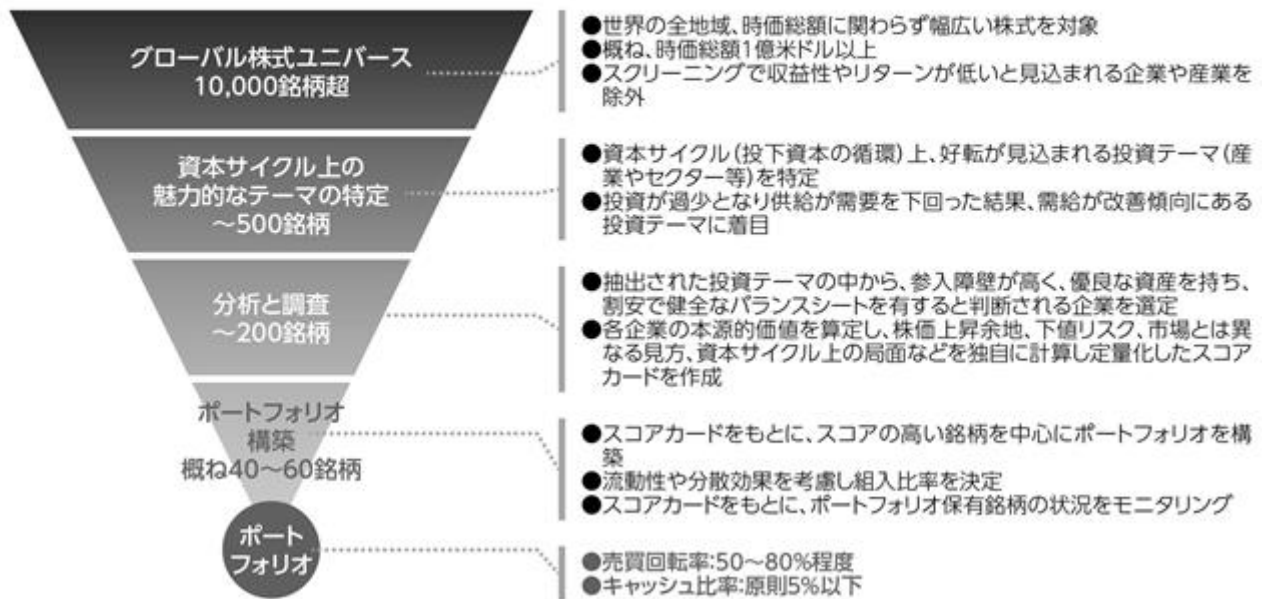 グローバル株式ユニバース
10,000銘柄超
●世界の全地域、時価総額に関わらず幅広い株式を対象
●概ね、時価総額1億米ドル以上
●スクリーニングで収益性やリターンが低いと見込まれる企業や産業を
除外
資本サイクル上の
魅力的なテーマの特定
～500銘柄
●資本サイクル(投下資本の循環)上、好転が見込まれる投資テーマ(産
業やセクター等)を特定
●投資が過少となり供給が需要を下回った結果、需給が改善傾向にある
投資テーマに着目
分析と調査
～200銘柄
●抽出された投資テーマの中から、参入障壁が高く、優良な資産を持ち、
割安で健全なバランスシートを有すると判断される企業を選定
●各企業の本源的価値を算定し、株価上昇余地、下値リスク、市場とは異
なる見方、資本サイクル上の局面などを独自に計算し定量化したスコア
カードを作成
ポートフォリオ
構築
概ね40～60銘柄
●スコアカードをもとに、スコアの高い銘柄を中心にポートフォリオを構
築
●流動性や分散効果を考慮し組入比率を決定
●スコアカードをもとに、ポートフォリオ保有銘柄の状況をモニタリング
ポート
フォリオ
●売買回転率:50～80%程度
●キャッシュ比率:原則5%以下